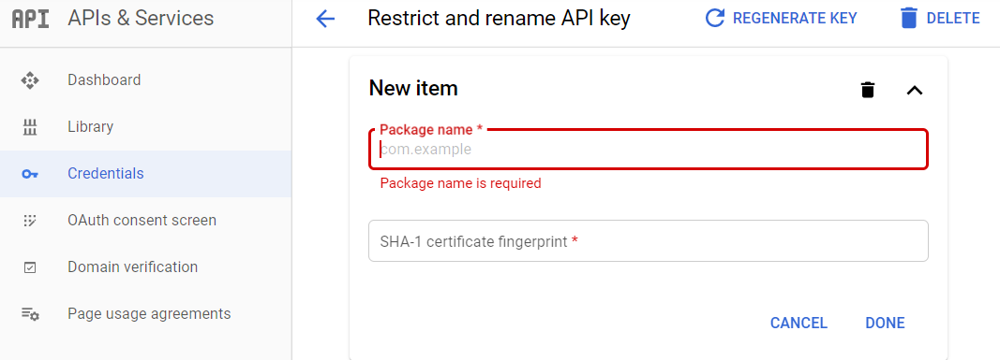 API APIs & Services
Restrict and rename API key
REGENERATE KEY
DELETE
Dashboard
Library
Credentials
OAuth consent screen
Domain verification
Page usage agreements
New item
Package name *
com.example
Package name is required
SHA-1 certificate fingerprint *
CANCEL
DONE